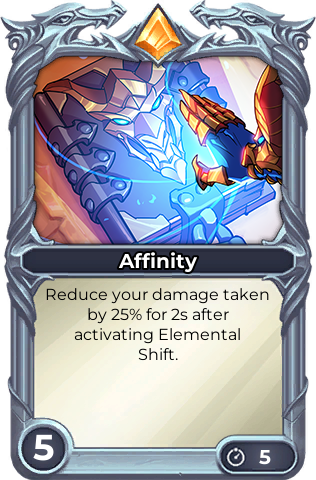 Affinity
Reduce your damage taken
by 25% for 2s after
activating Elemental
Shift.
5
5